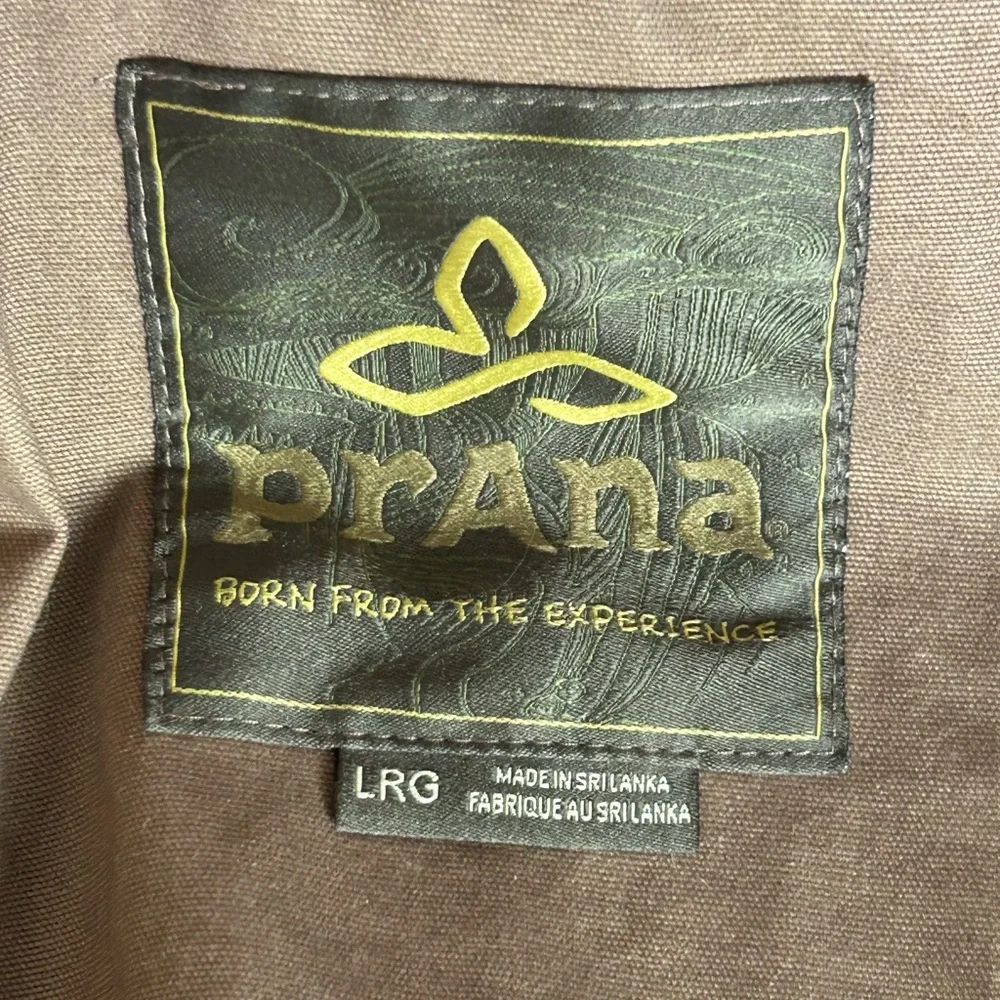 prAna®
BORN FROM THE EXPERIENCE
LRG
MADE IN SRI LANKA
FABRIQUE AU SRI LANKA